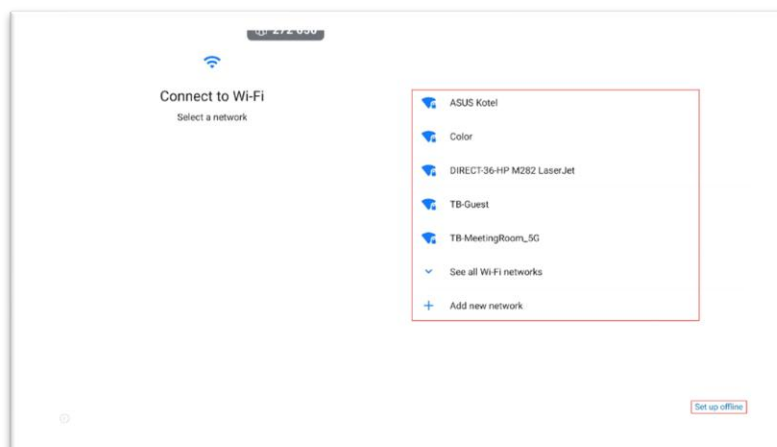 Connect to Wi-Fi
Select a network
ASUS Kotel
Color
DIRECT-36-HP M282 LaserJet
TB-Guest
TB-MeetingRoom_5G
See all Wi-Fi networks
Add new network
Set up offline